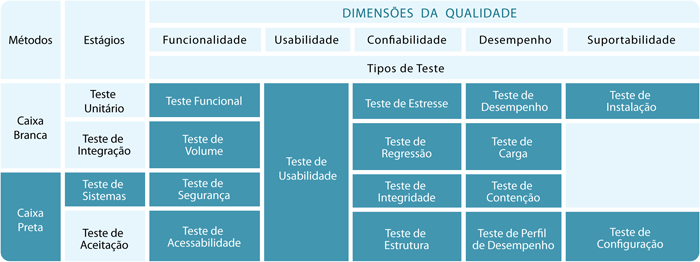 DIMENSÕES DA QUALIDADE
Métodos
Estágios
Funcionalidade
Usabilidade
Confiabilidade
Desempenho
Suportabilidade
Tipos de Teste
Caixa
Branca
Teste
Unitário
Teste Funcional
Teste de
Usabilidade
Teste de Estresse
Teste de
Desempenho
Teste de
Instalação
Teste de
Integração
Teste de
Volume
Teste de
Regressão
Teste de
Carga
Caixa
Preta
Teste de
Sistemas
Teste de
Segurança
Teste de
Integridade
Teste de
Contenção
Teste de
Aceitação
Teste de
Acessabilidade
Teste de
Estrutura
Teste de Perfil
de Desempenho
Teste de
Configuração